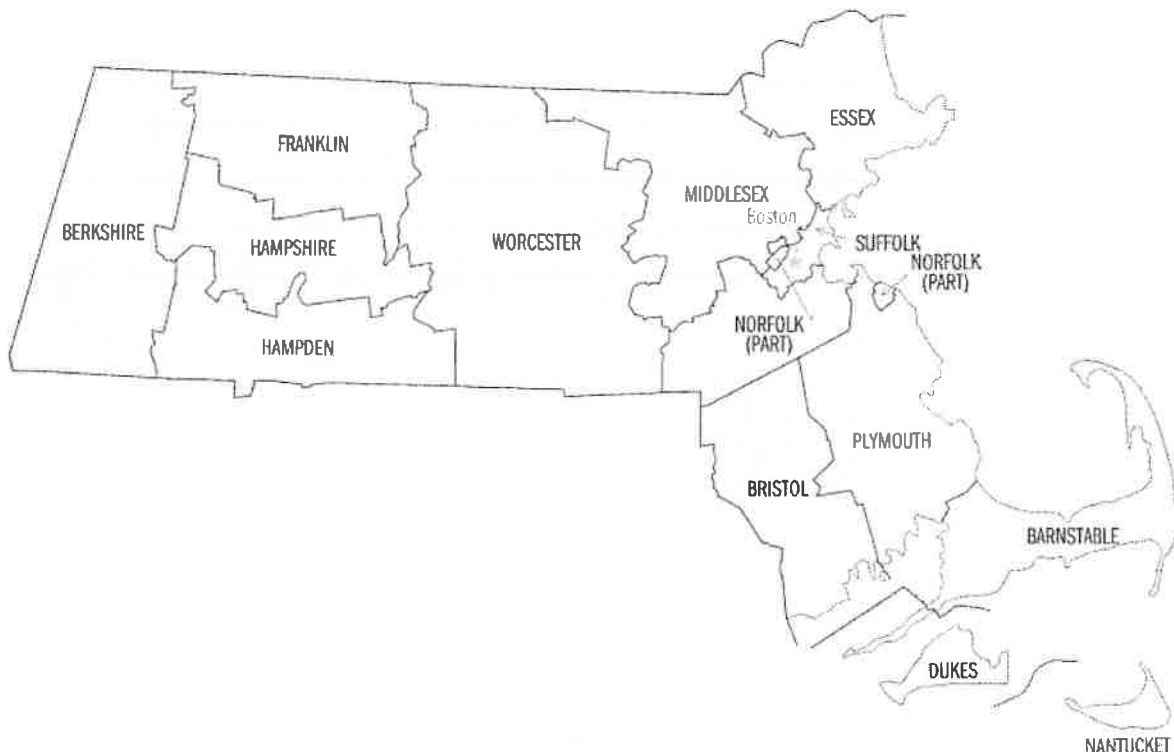 ESSEX
FRANKLIN
MIDDLESEX
Boston
BERKSHIRE
HAMPSHIRE
WORCESTER
SUFFOLK
NORFOLK
(PART)
NORFOLK
(PART)
HAMPDEN
PLYMOUTH
BRISTOL
BARNSTABLE
DUKES
NANTUCKET